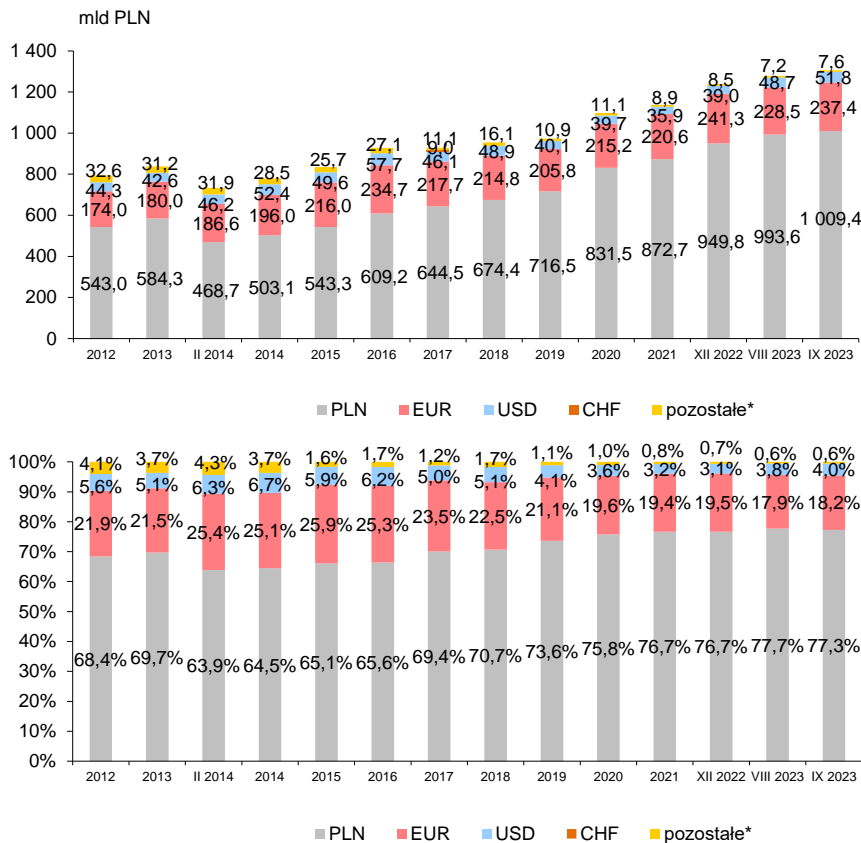 mld PLN
1 400
1 200
1 000
800
600
400
200
0
32,6 31,2 31,9 28,5 25,7 27,1 11,1 16,1 10,9 11,1 8,9 8,5 7,2 7,6
9,0
44,3 42,6 46,2 52,4 49,6 57,7 46,1 48,9 40,1 39,7 35,9 39,0 48,7 51,8
174,0 180,0 186,6 196,0 216,0 234,7 217,7 214,8 205,8 215,2 220,6 241,3 228,5 237,4
543,0 584,3 468,7 503,1 543,3 609,2 644,5 674,4 716,5 831,5 872,7 949,8 993,6 1 009,4
2012 2013 II 2014 2014 2015 2016 2017 2018 2019 2020 2021 XII 2022 VIII 2023 IX 2023
PLN EUR USD CHF pozostałe*
100%
90%
80%
70%
60%
50%
40%
30%
20%
10%
0%
4,1% 3,7% 4,3% 3,7% 1,6% 1,7% 1,2% 1,7% 1,1% 1,0% 0,8% 0,7% 0,6% 0,6%
5,6% 5,1% 6,3% 6,7% 5,9% 6,2% 5,0% 5,1% 4,1% 3,6% 3,2% 3,1% 3,8% 4,0%
21,9% 21,5% 25,4% 25,1% 25,9% 25,3% 23,5% 22,5% 21,1% 19,6% 19,4% 19,5% 17,9% 18,2%
68,4% 69,7% 63,9% 64,5% 65,1% 65,6% 69,4% 70,7% 73,6% 75,8% 76,7% 76,7% 77,7% 77,3%
2012 2013 II 2014 2014 2015 2016 2017 2018 2019 2020 2021 XII 2022 VIII 2023 IX 2023
PLN EUR USD CHF pozostałe*